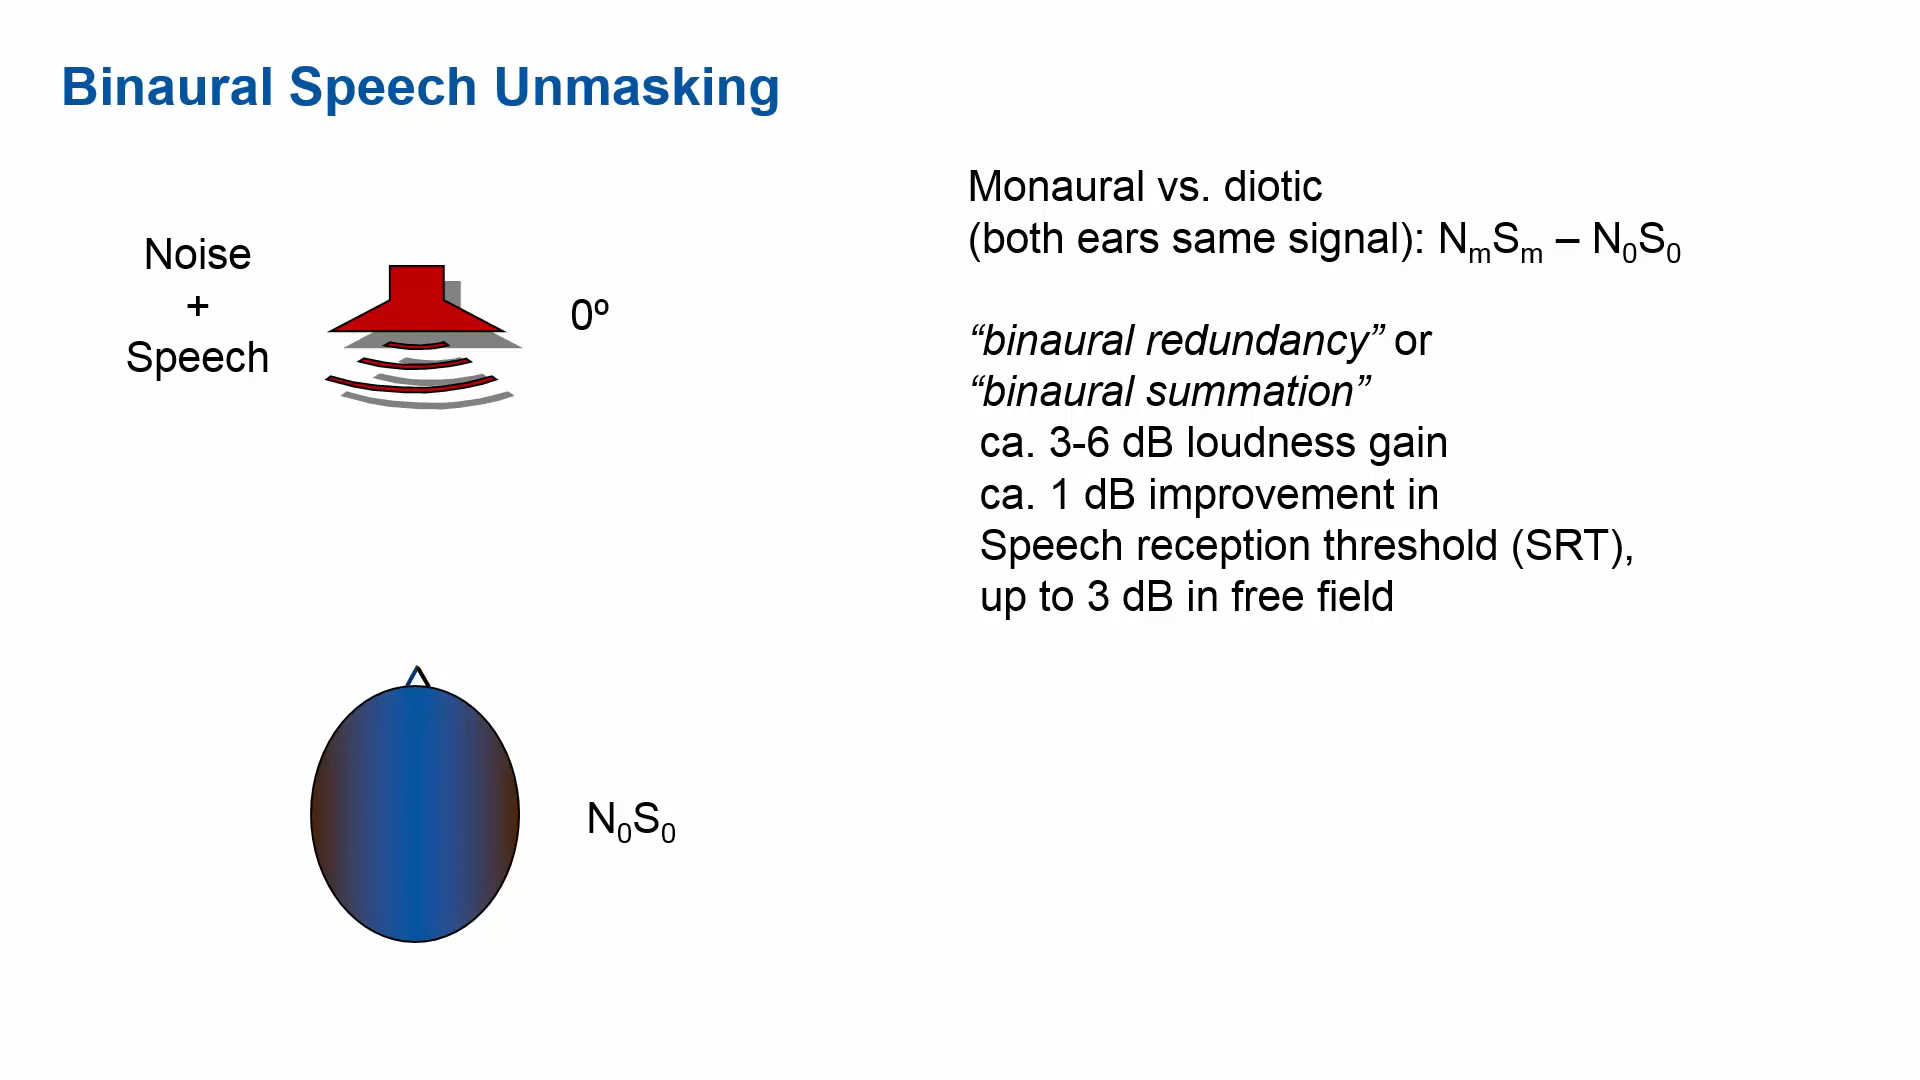 Binaural Speech Unmasking
Noise
+
Speech
0º
N₀S₀
Monaural vs. diotic
(both ears same signal): NₘSₘ – N₀S₀
“binaural redundancy” or
“binaural summation”
ca. 3-6 dB loudness gain
ca. 1 dB improvement in
Speech reception threshold (SRT),
up to 3 dB in free field